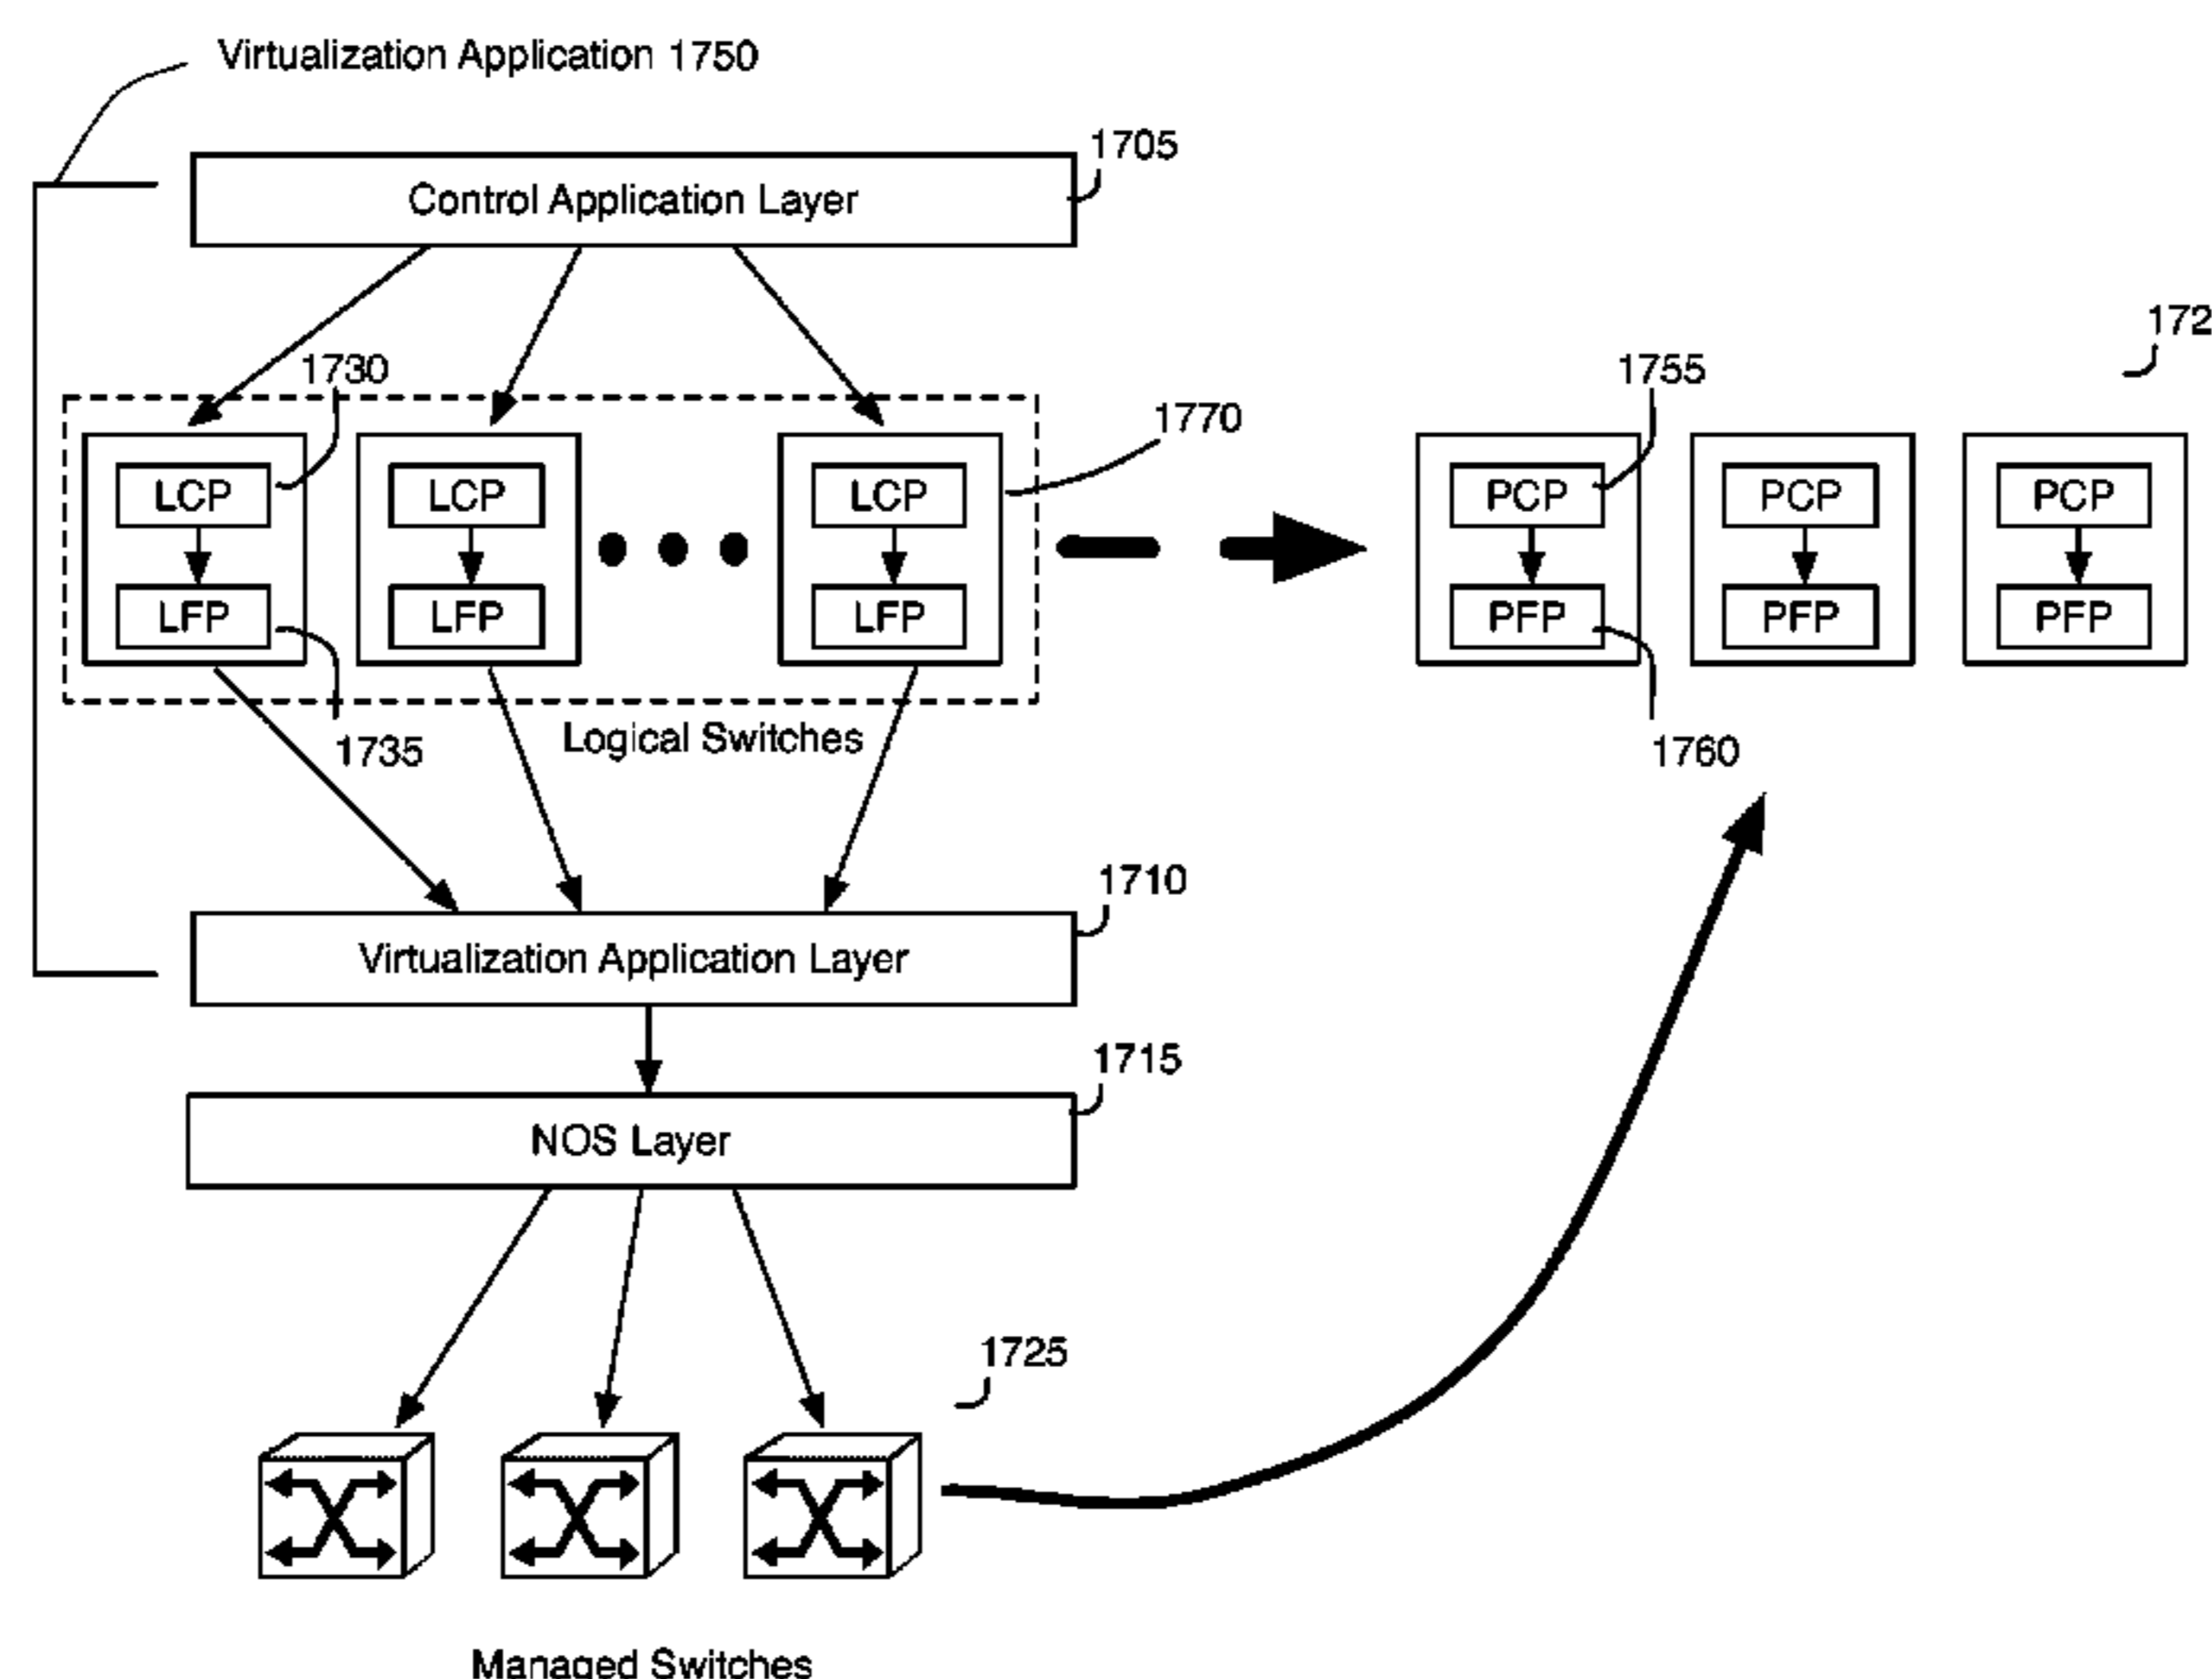 Virtualization Application 1750
1705
Control Application Layer
172
1730
1755
1770
LCP
LCP
LCP
PCP
PCP
PCP
LFP
LFP
LFP
PFP
PFP
PFP
Logical Switches
1735
1760
1710
Virtualization Application Layer
1715
NOS Layer
1725
Managed Switches